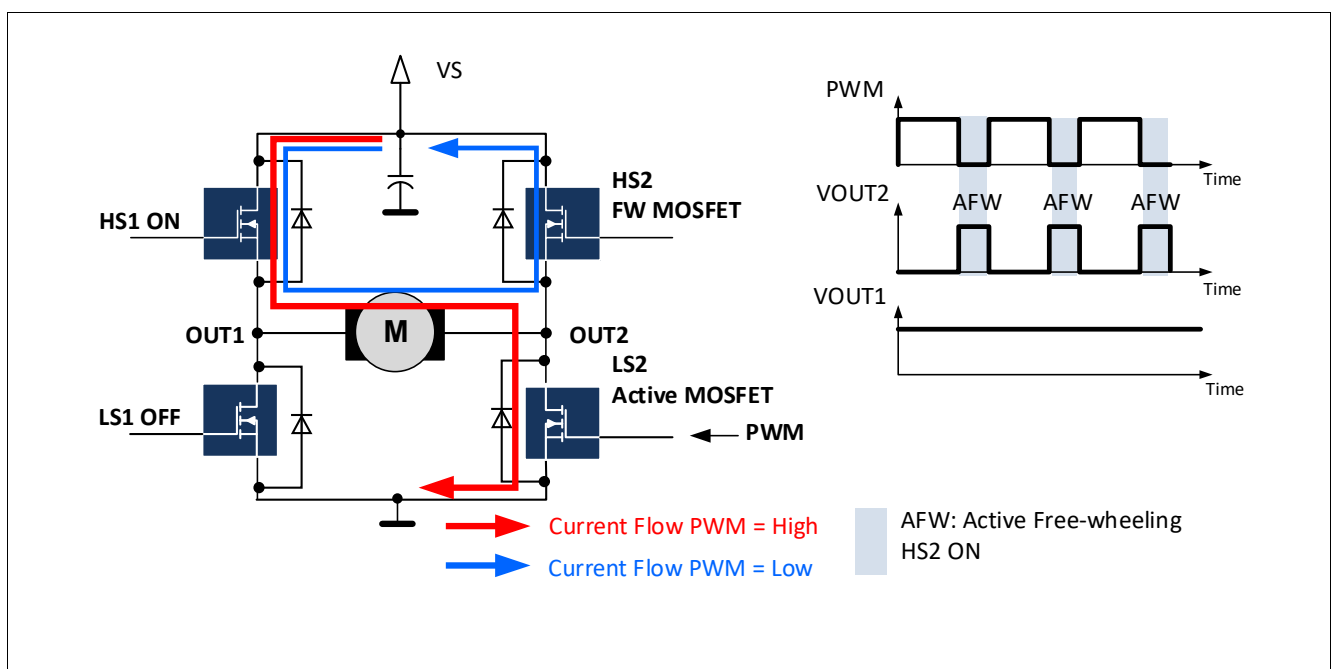 VS
HS1 ON
HS2
FW MOSFET
OUT1
M
OUT2
LS1 OFF
LS2
Active MOSFET
PWM
Current Flow PWM = High
Current Flow PWM = Low
PWM
Time
VOUT2
AFW
AFW
AFW
Time
VOUT1
Time
AFW: Active Free-wheeling
HS2 ON